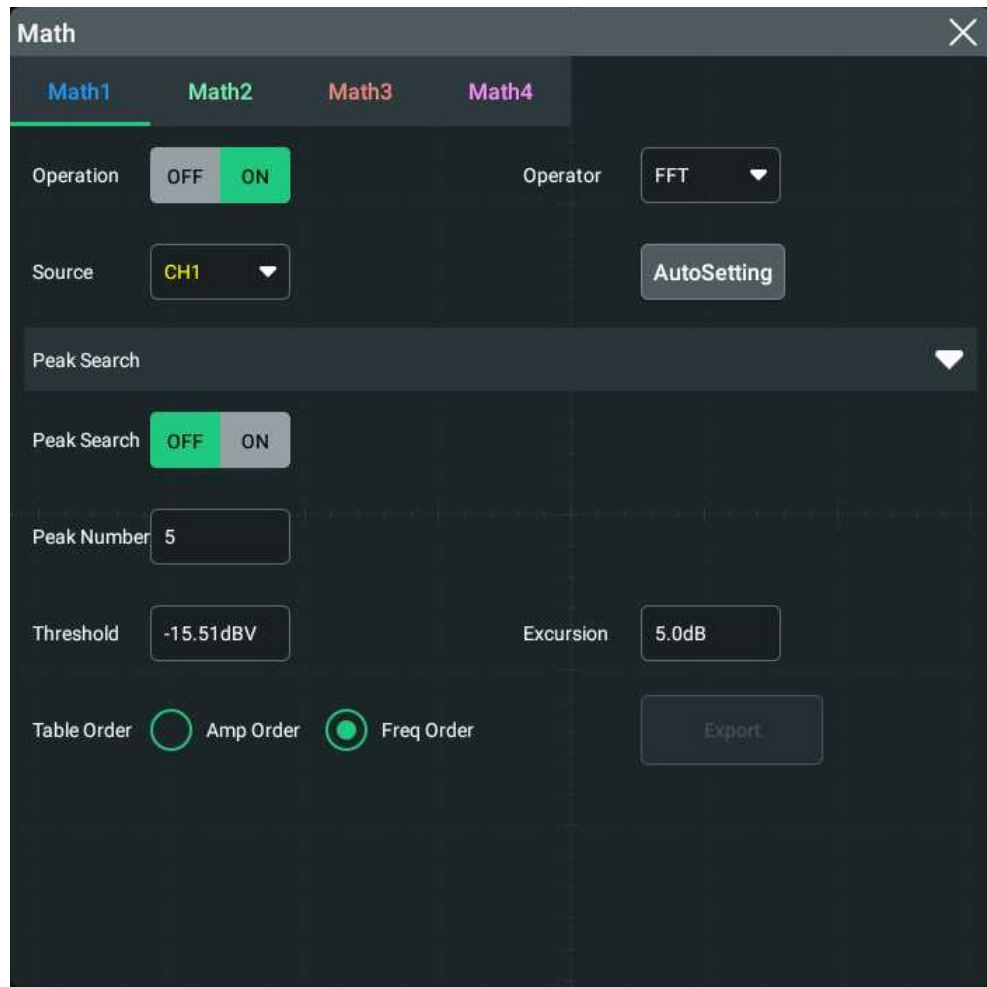 Math
Math1 Math2 Math3 Math4
Operation OFF ON Operator FFT
Source CH1 AutoSetting
Peak Search
Peak Search OFF ON
Peak Number 5
Threshold -15.51dBV Excursion 5.0dB
Table Order Amp Order Freq Order Export